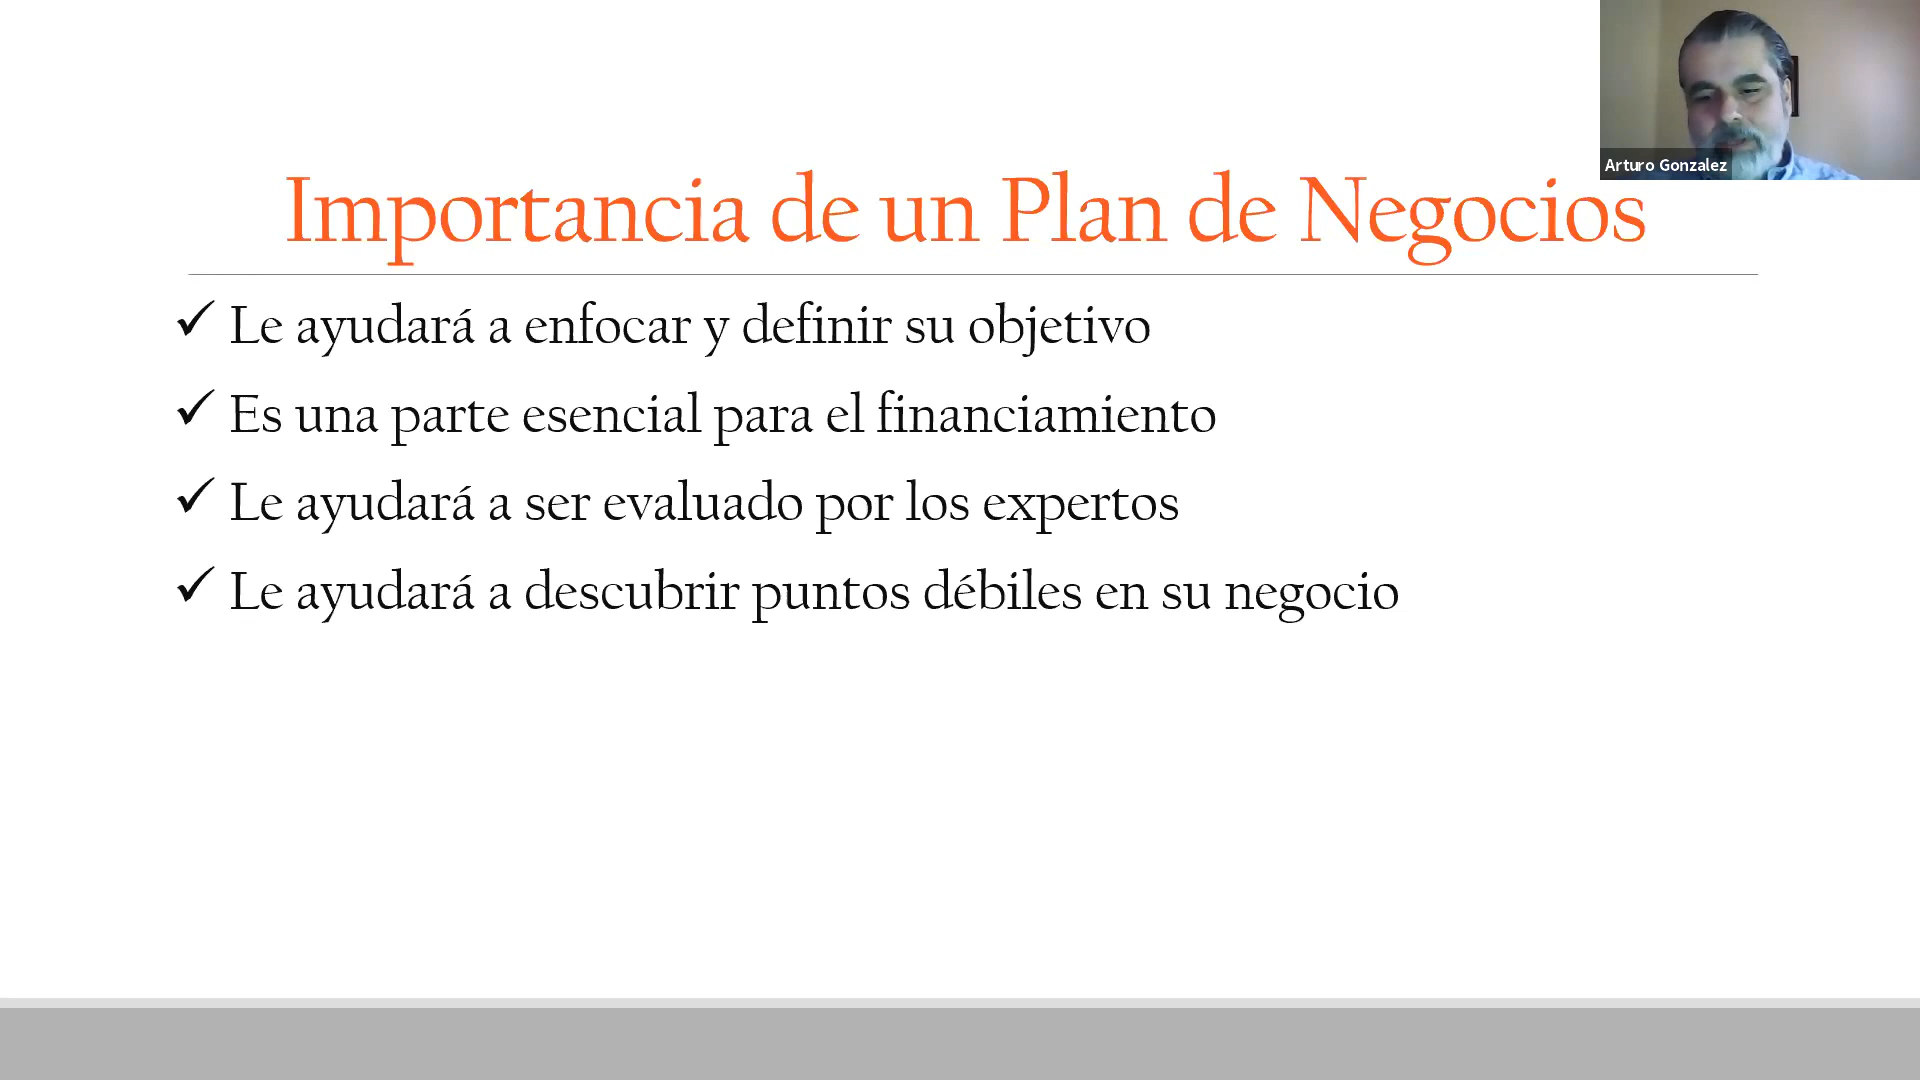 Arturo Gonzalez
Importancia de un Plan de Negocios
✓ Le ayudará a enfocar y definir su objetivo
✓ Es una parte esencial para el financiamiento
✓ Le ayudará a ser evaluado por los expertos
✓ Le ayudará a descubrir puntos débiles en su negocio